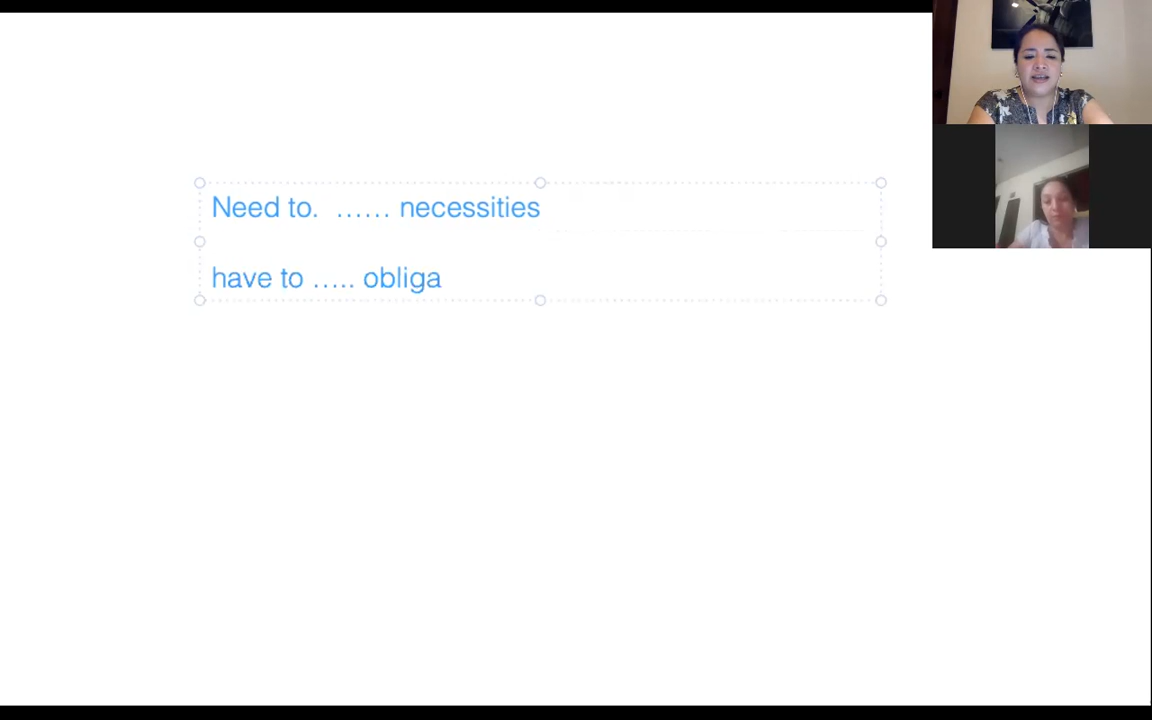 Need to.  ...... necessities
have to ..... obliga